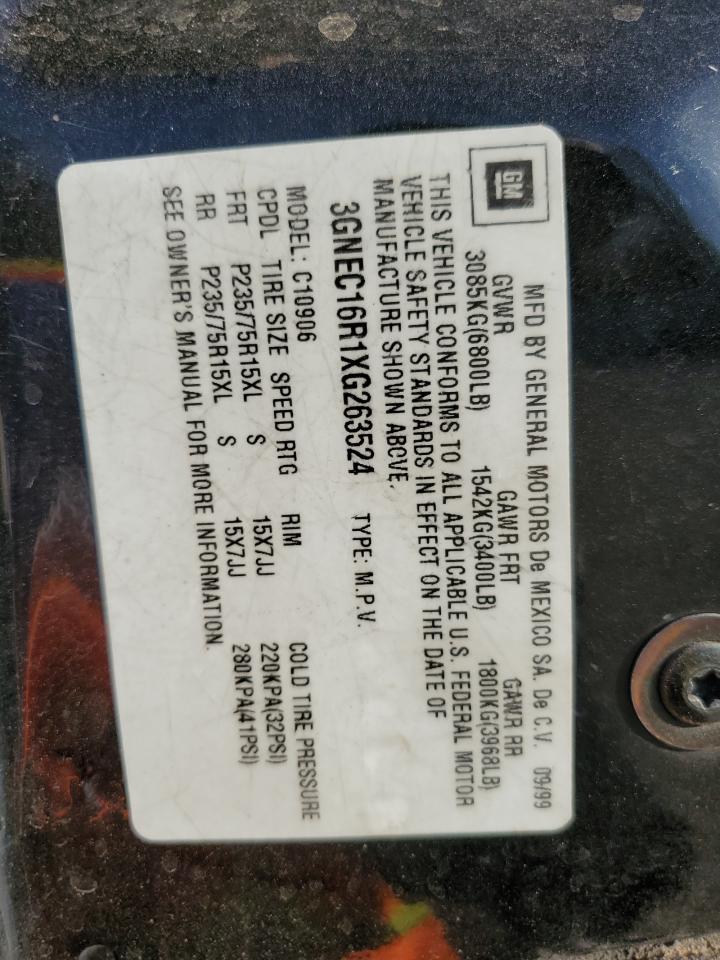 GM
MFD BY GENERAL MOTORS De MEXICO SA. De C.V. 09/99
GVWR GAWR FRT GAWR RR
3085KG(6800LB) 1542KG(3400LB) 1800KG(3968LB)
THIS VEHICLE CONFORMS TO ALL APPLICABLE U.S. FEDERAL MOTOR
VEHICLE SAFETY STANDARDS IN EFFECT ON THE DATE OF
MANUFACTURE SHOWN ABOVE.
3GNEC16R1XG263524 TYPE: M.P.V.
MODEL: C10906
CPDL TIRE SIZE SPEED RTG RIM COLD TIRE PRESSURE
FRT P235/75R15XL S 15X7JJ 220KPA(32PSI)
RR P235/75R15XL S 15X7JJ 280KPA(41PSI)
SEE OWNER'S MANUAL FOR MORE INFORMATION.